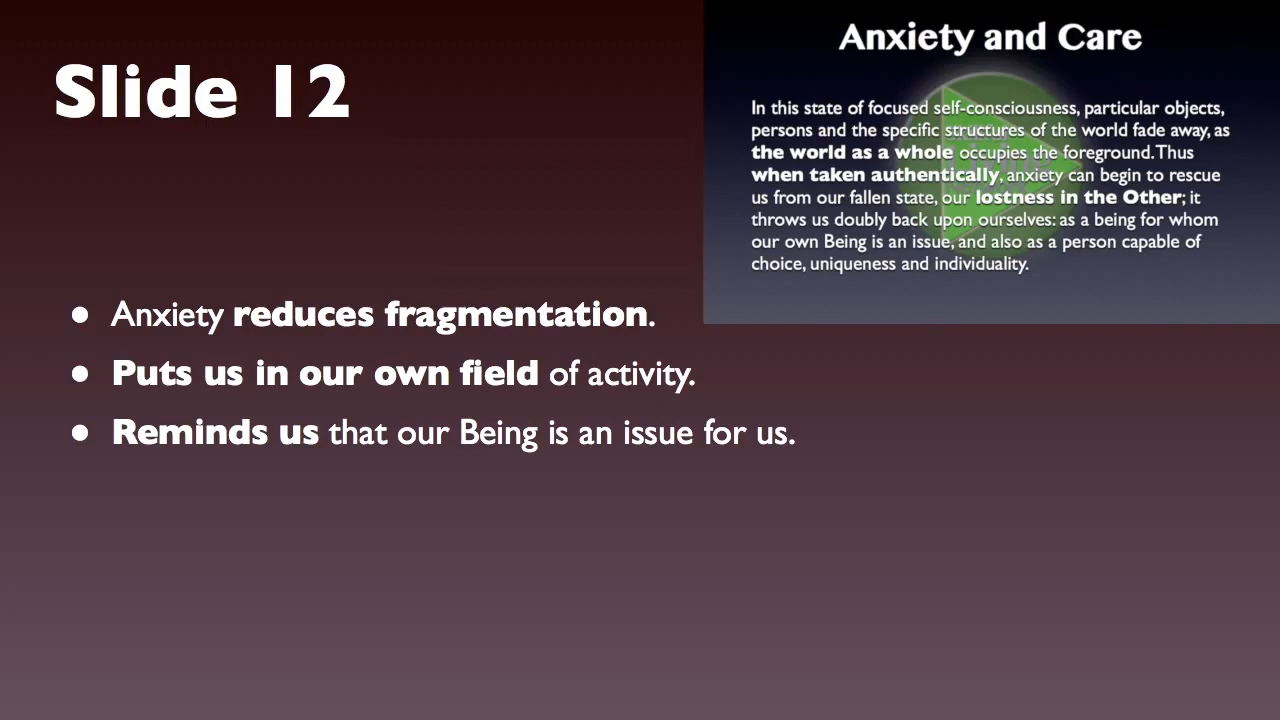 Slide 12
Anxiety and Care
In this state of focused self-consciousness, particular objects,
persons and the specific structures of the world fade away, as
the world as a whole occupies the foreground. Thus
when taken authentically, anxiety can begin to rescue
us from our fallen state, our lostness in the Other; it
throws us doubly back upon ourselves: as a being for whom
our own Being is an issue, and also as a person capable of
choice, uniqueness and individuality.
• Anxiety reduces fragmentation.
• Puts us in our own field of activity.
• Reminds us that our Being is an issue for us.